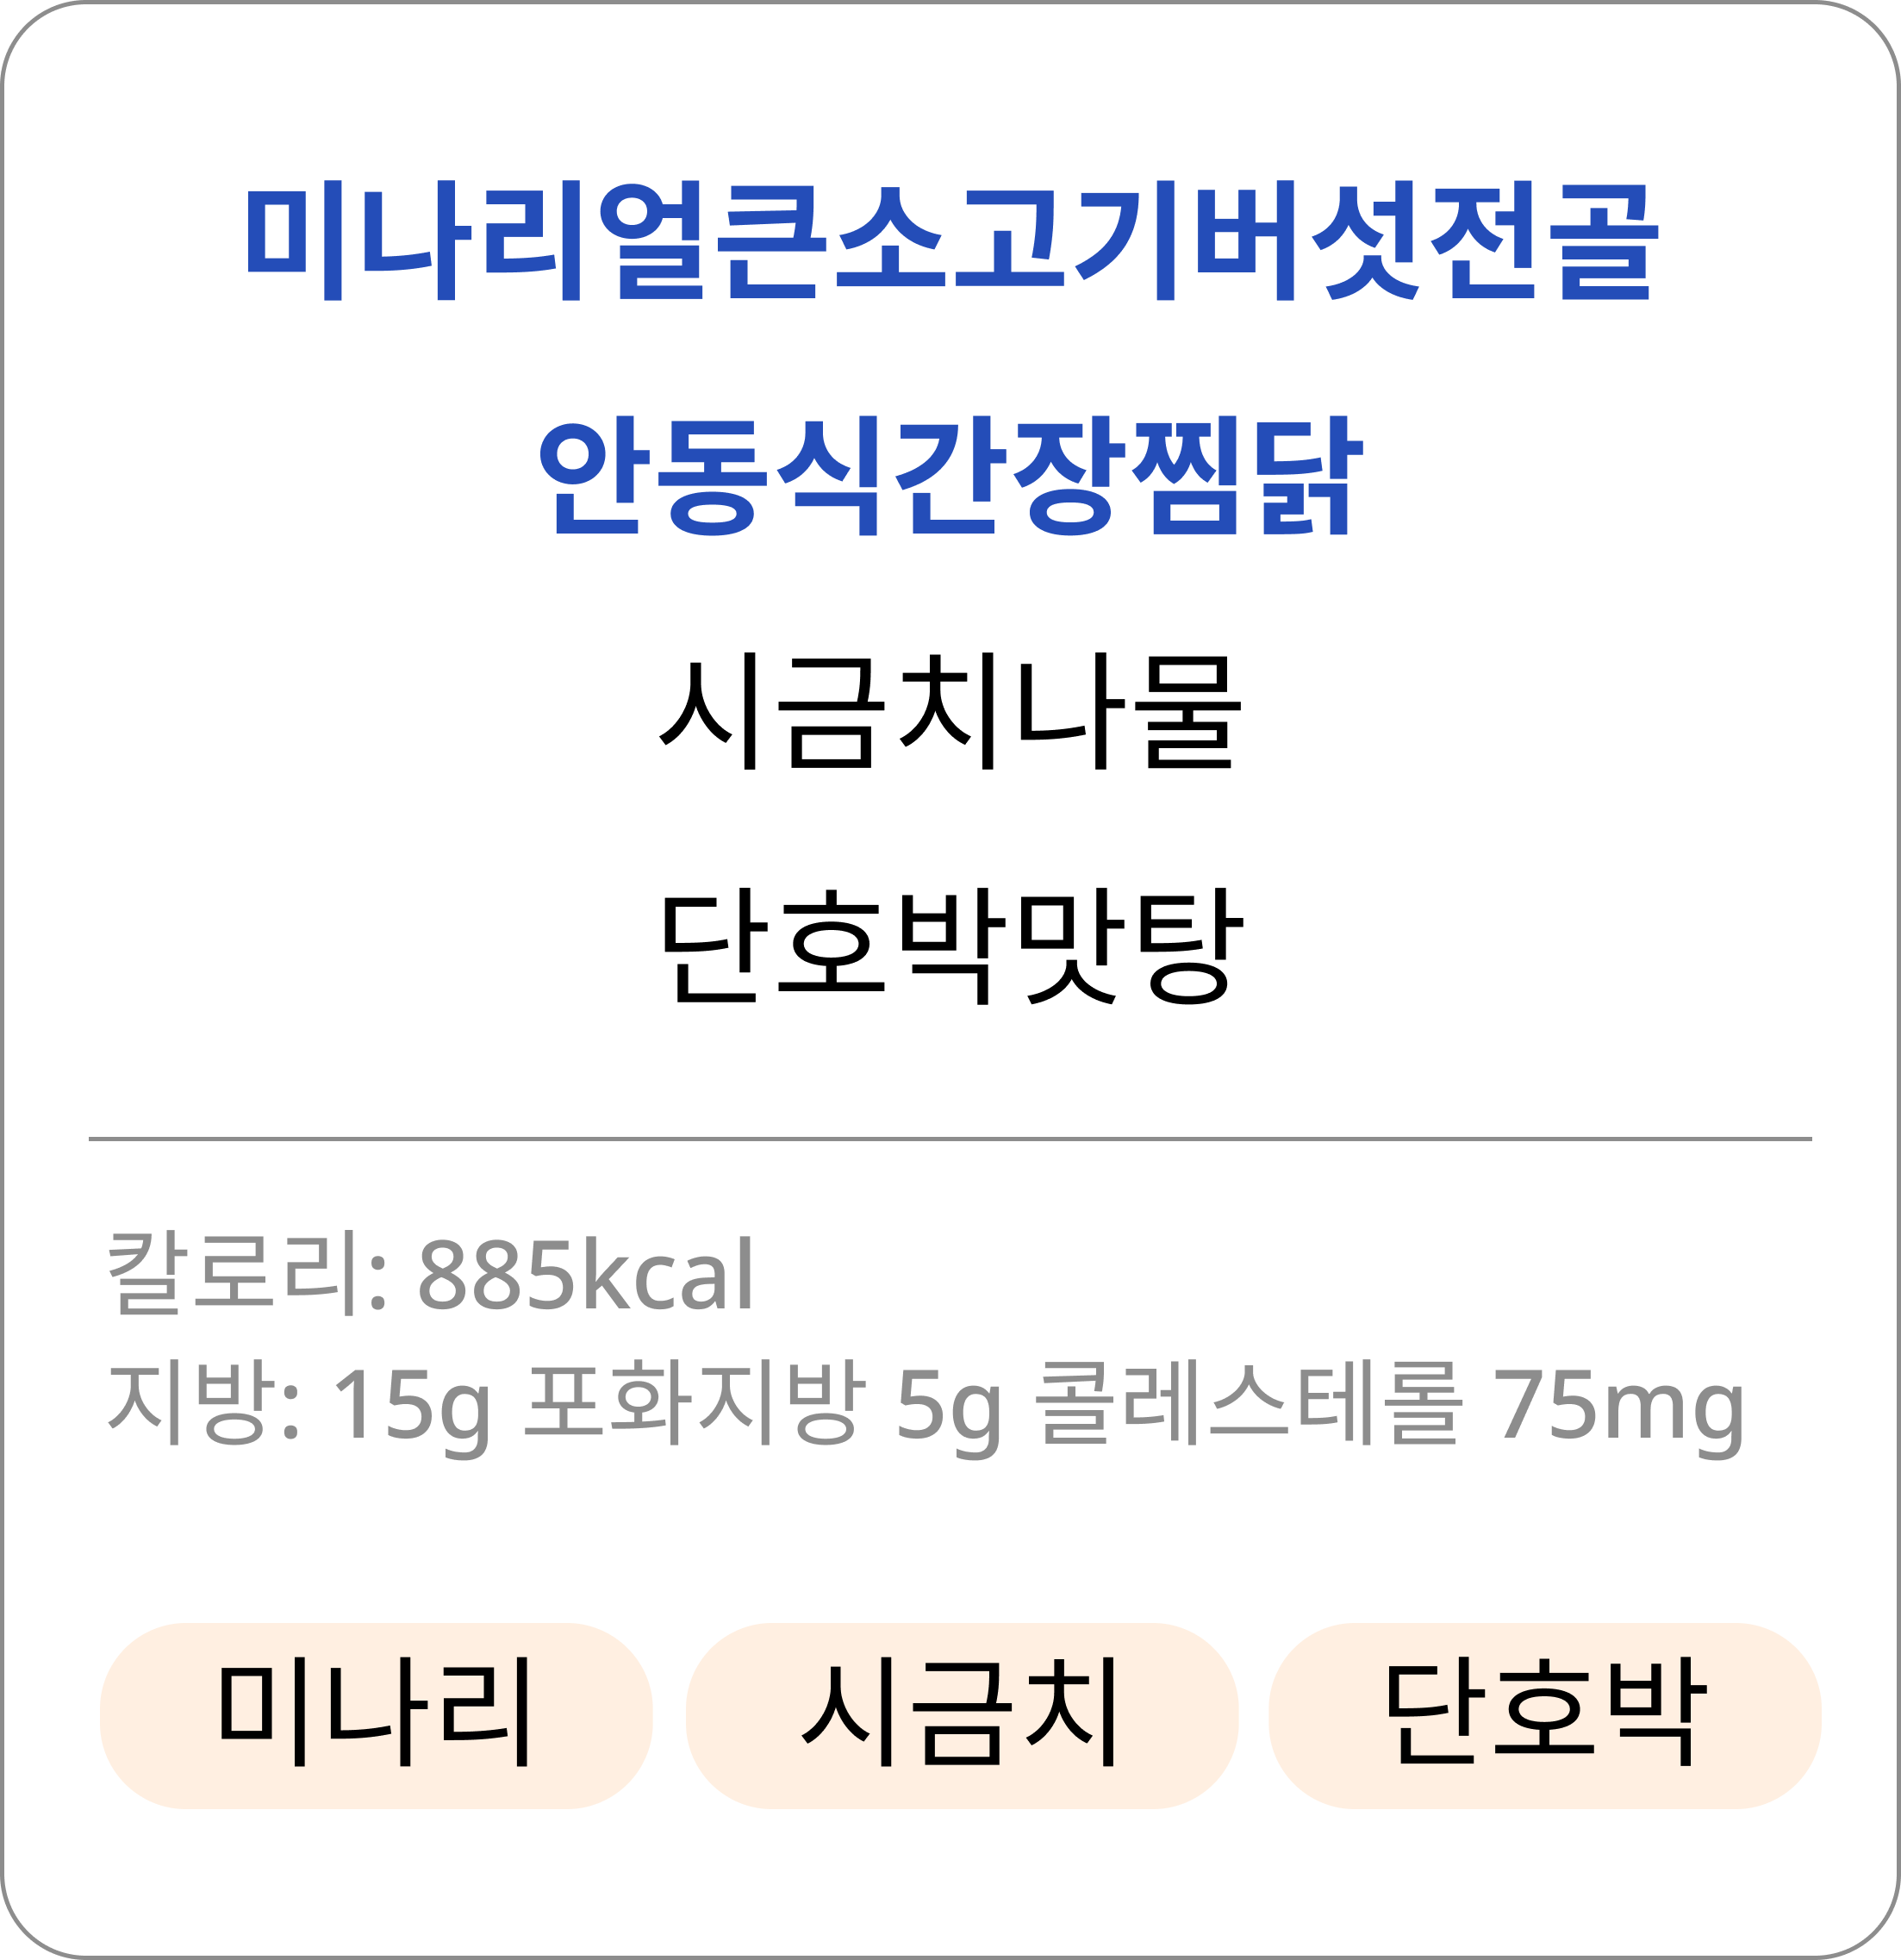 미나리얼큰소고기버섯전골
안동식간장찜닭
시금치나물
단호박맛탕
칼로리: 885kcal
지방: 15g 포화지방 5g 콜레스테롤 75mg
미나리 시금치 단호박